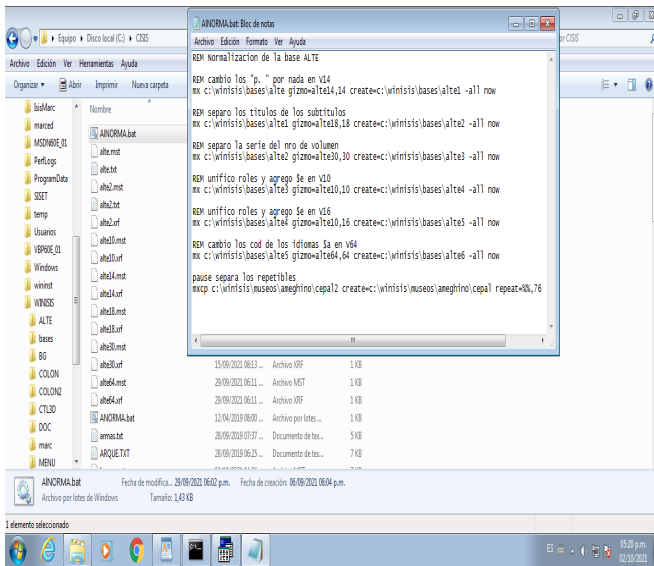 Equipo ▸ Disco local (C:) ▸ CISIS
ar CISIS
Archivo Edición Ver Herramientas Ayuda
Organizar Abrir Imprimir Nueva carpeta
IsisMarc
marced
MSDN60E_01
PerfLogs
ProgramData
SISET
temp
Usuarios
VBP60E_01
Windows
wininst
WINISIS
ALTE
bases
BG
COLON
COLON2
CTL3D
DOC
marc
MENU
Nombre
AINORMA.bat
alte.mst
alte.txt
alte2.mst
alte2.txt
alte2.xrf
alte10.mst
alte10.xrf
alte14.mst
alte14.xrf
alte18.mst
alte18.xrf
alte30.mst
alte30.xrf 15/09/2021 08:13 ... Archivo XRF 1 KB
alte64.mst 29/09/2021 06:11 ... Archivo MST 1 KB
alte64.xrf 29/09/2021 06:11 ... Archivo XRF 1 KB
ANORMA.bat 12/04/2019 08:00 ... Archivo por lotes ... 1 KB
armas.txt 28/09/2019 07:37 ... Documento de tex... 5 KB
ARQUE.TXT 28/09/2019 06:25 ... Documento de tex... 7 KB
AINORMA.bat: Bloc de notas
Archivo Edición Formato Ver Ayuda
REM Normalizacion de la base ALTE
REM cambio los "p. " por nada en V14
mx c:\winisis\bases\alte gizmo=alte14,14 create=c:\winisis\bases\alte1 -all now
REM separo la titulos de los subtitulos
mx c:\winisis\bases\alte1 gizmo=alte18,18 create=c:\winisis\bases\alte2 -all now
REM separo la serie del nro de volumen
mx c:\winisis\bases\alte2 gizmo=alte30,30 create=c:\winisis\bases\alte3 -all now
REM unifico roles y agrego $e en V10
mx c:\winisis\bases\alte3 gizmo=alte10,10 create=c:\winisis\bases\alte4 -all now
REM unifico roles y agrego $e en V16
mx c:\winisis\bases\alte4 gizmo=alte10,16 create=c:\winisis\bases\alte5 -all now
REM cambio los cod de los idiomas $a en V64
mx c:\winisis\bases\alte5 gizmo=alte64,64 create=c:\winisis\bases\alte6 -all now
pause separa los repetibles
mxcp c:\winisis\museos\ameghino\cepal2 create=c:\winisis\museos\ameghino\cepal repeat=%%,76
AINORMA.bat Fecha de modifica... 29/09/2021 06:02 p.m. Fecha de creación: 06/09/2021 08:04 p.m.
Archivo por lotes de Windows Tamaño: 1,43 KB
1 elemento seleccionado
ES
05:20 p.m.
02/10/2021